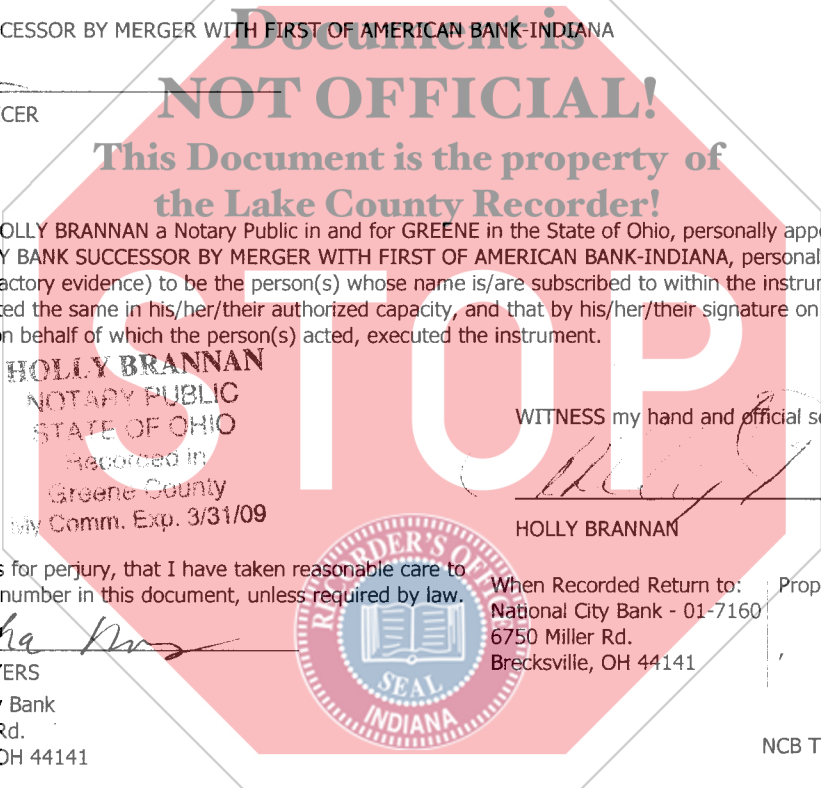 CESSOR BY MERGER WITH FIRST OF AMERICAN BANK-INDIANA
Document is
NOT OFFICIAL!
CER
This Document is the property of
the Lake County Recorder!
OLLY BRANNAN a Notary Public in and for GREENE in the State of Ohio, personally appe
Y BANK SUCCESSOR BY MERGER WITH FIRST OF AMERICAN BANK-INDIANA, personal
actory evidence) to be the person(s) whose name is/are subscribed to within the instrum
ted the same in his/her/their authorized capacity, and that by his/her/their signature on
n behalf of which the person(s) acted, executed the instrument.
STOP
HOLLY BRANNAN
NOTARY PUBLIC
STATE OF OHIO
Recorded in
Greene County
My Comm. Exp. 3/31/09
WITNESS my hand and official se
HOLLY BRANNAN
s for perjury, that I have taken reasonable care to
number in this document, unless required by law.
RECORDER'S OFFICE
SEAL
INDIANA
When Recorded Return to:
National City Bank - 01-7160
6750 Miller Rd.
Brecksville, OH 44141
Prop
,
YERS
y Bank
Rd.
OH 44141
NCB T